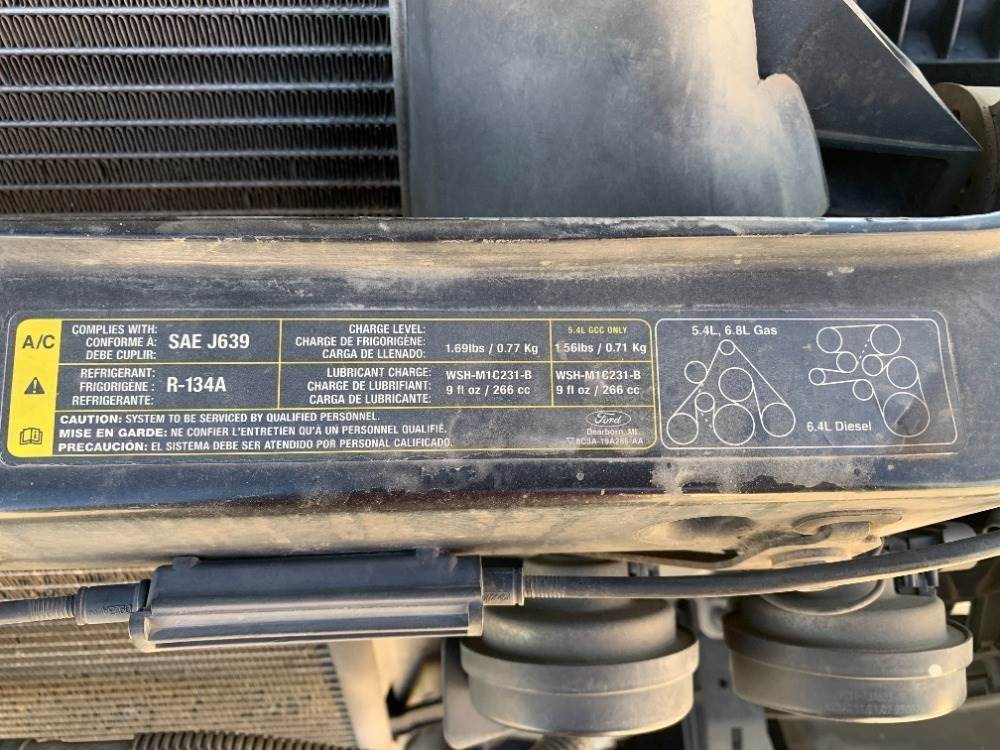 A/C
COMPLIES WITH:
CONFORME À:
DEBE CUPLIR:
SAE J639
CHARGE LEVEL:
CHARGE DE FRIGORIGÈNE:
CARGA DE LLENADO:
1.69lbs / 0.77 Kg
5.4L GCC ONLY
1.56lbs / 0.71 Kg
REFRIGERANT:
FRIGORIGÈNE :
REFRIGERANTE:
R-134A
LUBRICANT CHARGE:
CHARGE DE LUBRIFIANT:
CARGA DE LUBRICANTE:
WSH-M1C231-B
9 fl oz / 266 cc
WSH-M1C231-B
9 fl oz / 266 cc
CAUTION: SYSTEM TO BE SERVICED BY QUALIFIED PERSONNEL.
MISE EN GARDE: NE CONFIER L'ENTRETIEN QU'À UN PERSONNEL QUALIFIÉ.
PRECAUCIÓN: EL SISTEMA DEBE SER ATENDIDO POR PERSONAL CALIFICADO.
Ford
Dearborn, MI
5.4L, 6.8L Gas
6.4L Diesel